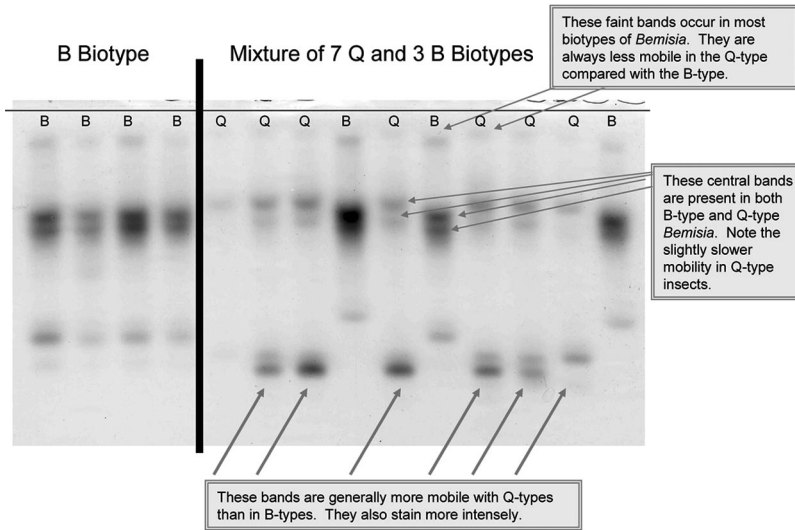 These faint bands occur in most
biotypes of Bemisia. They are
always less mobile in the Q-type
compared with the B-type.
B Biotype
Mixture of 7 Q and 3 B Biotypes
B B B B Q Q Q B Q B Q Q Q B
These central bands
are present in both
B-type and Q-type
Bemisia. Note the
slightly slower
mobility in Q-type
insects.
These bands are generally more mobile with Q-types
than in B-types. They also stain more intensely.